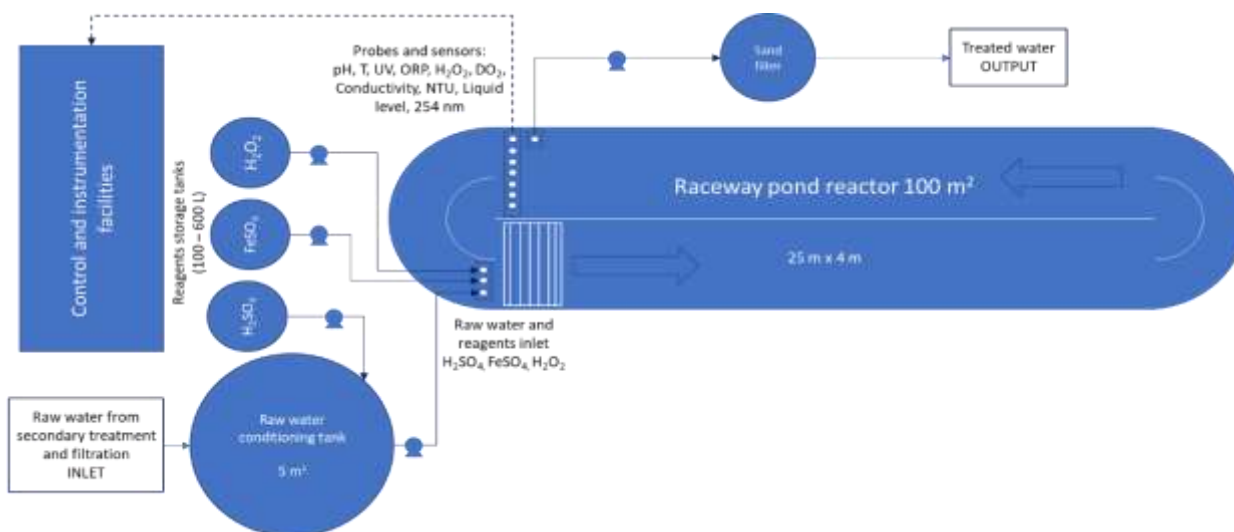 Control and instrumentation
facilities
Reagents storage tanks
(100 – 600 L)
Probes and sensors:
pH, T, UV, ORP, H₂O₂, DO₂,
Conductivity, NTU, Liquid
level, 254 nm
H₂O₂
FeSO₄
H₂SO₄
Sand
filter
Treated water
OUTPUT
Raceway pond reactor 100 m²
25 m x 4 m
Raw water and
reagents inlet
H₂SO₄, FeSO₄, H₂O₂
Raw water from
secondary treatment
and filtration
INLET
Raw water
conditioning tank
5 m³